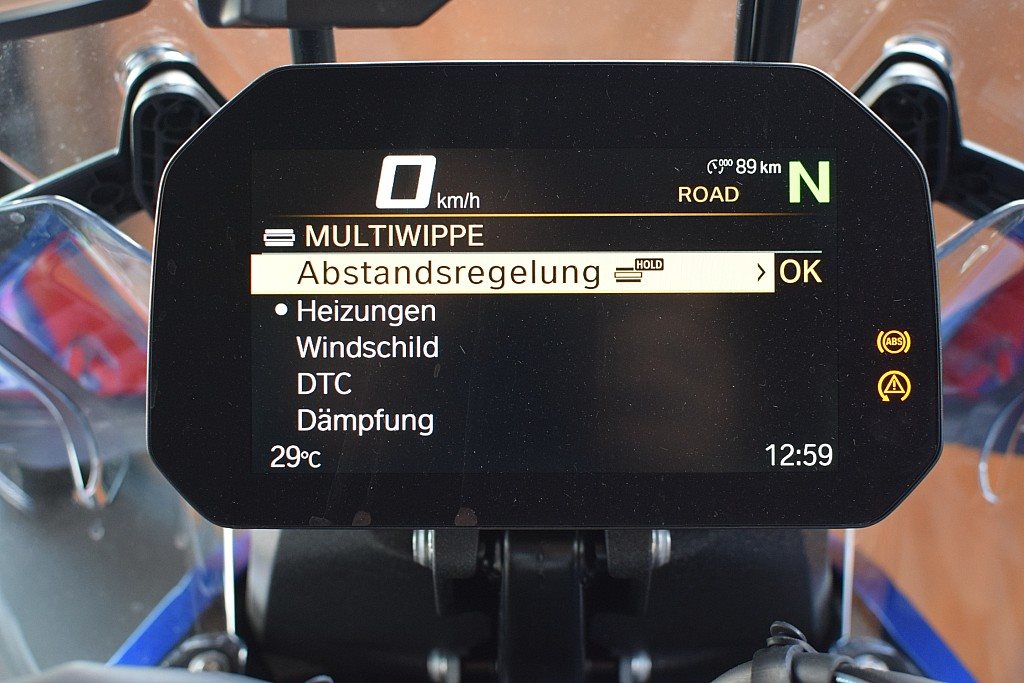 0 km/h
89 km
ROAD
N
MULTIWIPPE
Abstandsregelung HOLD > OK
• Heizungen
Windschild
DTC
ABS
Dämpfung
29°C
12:59